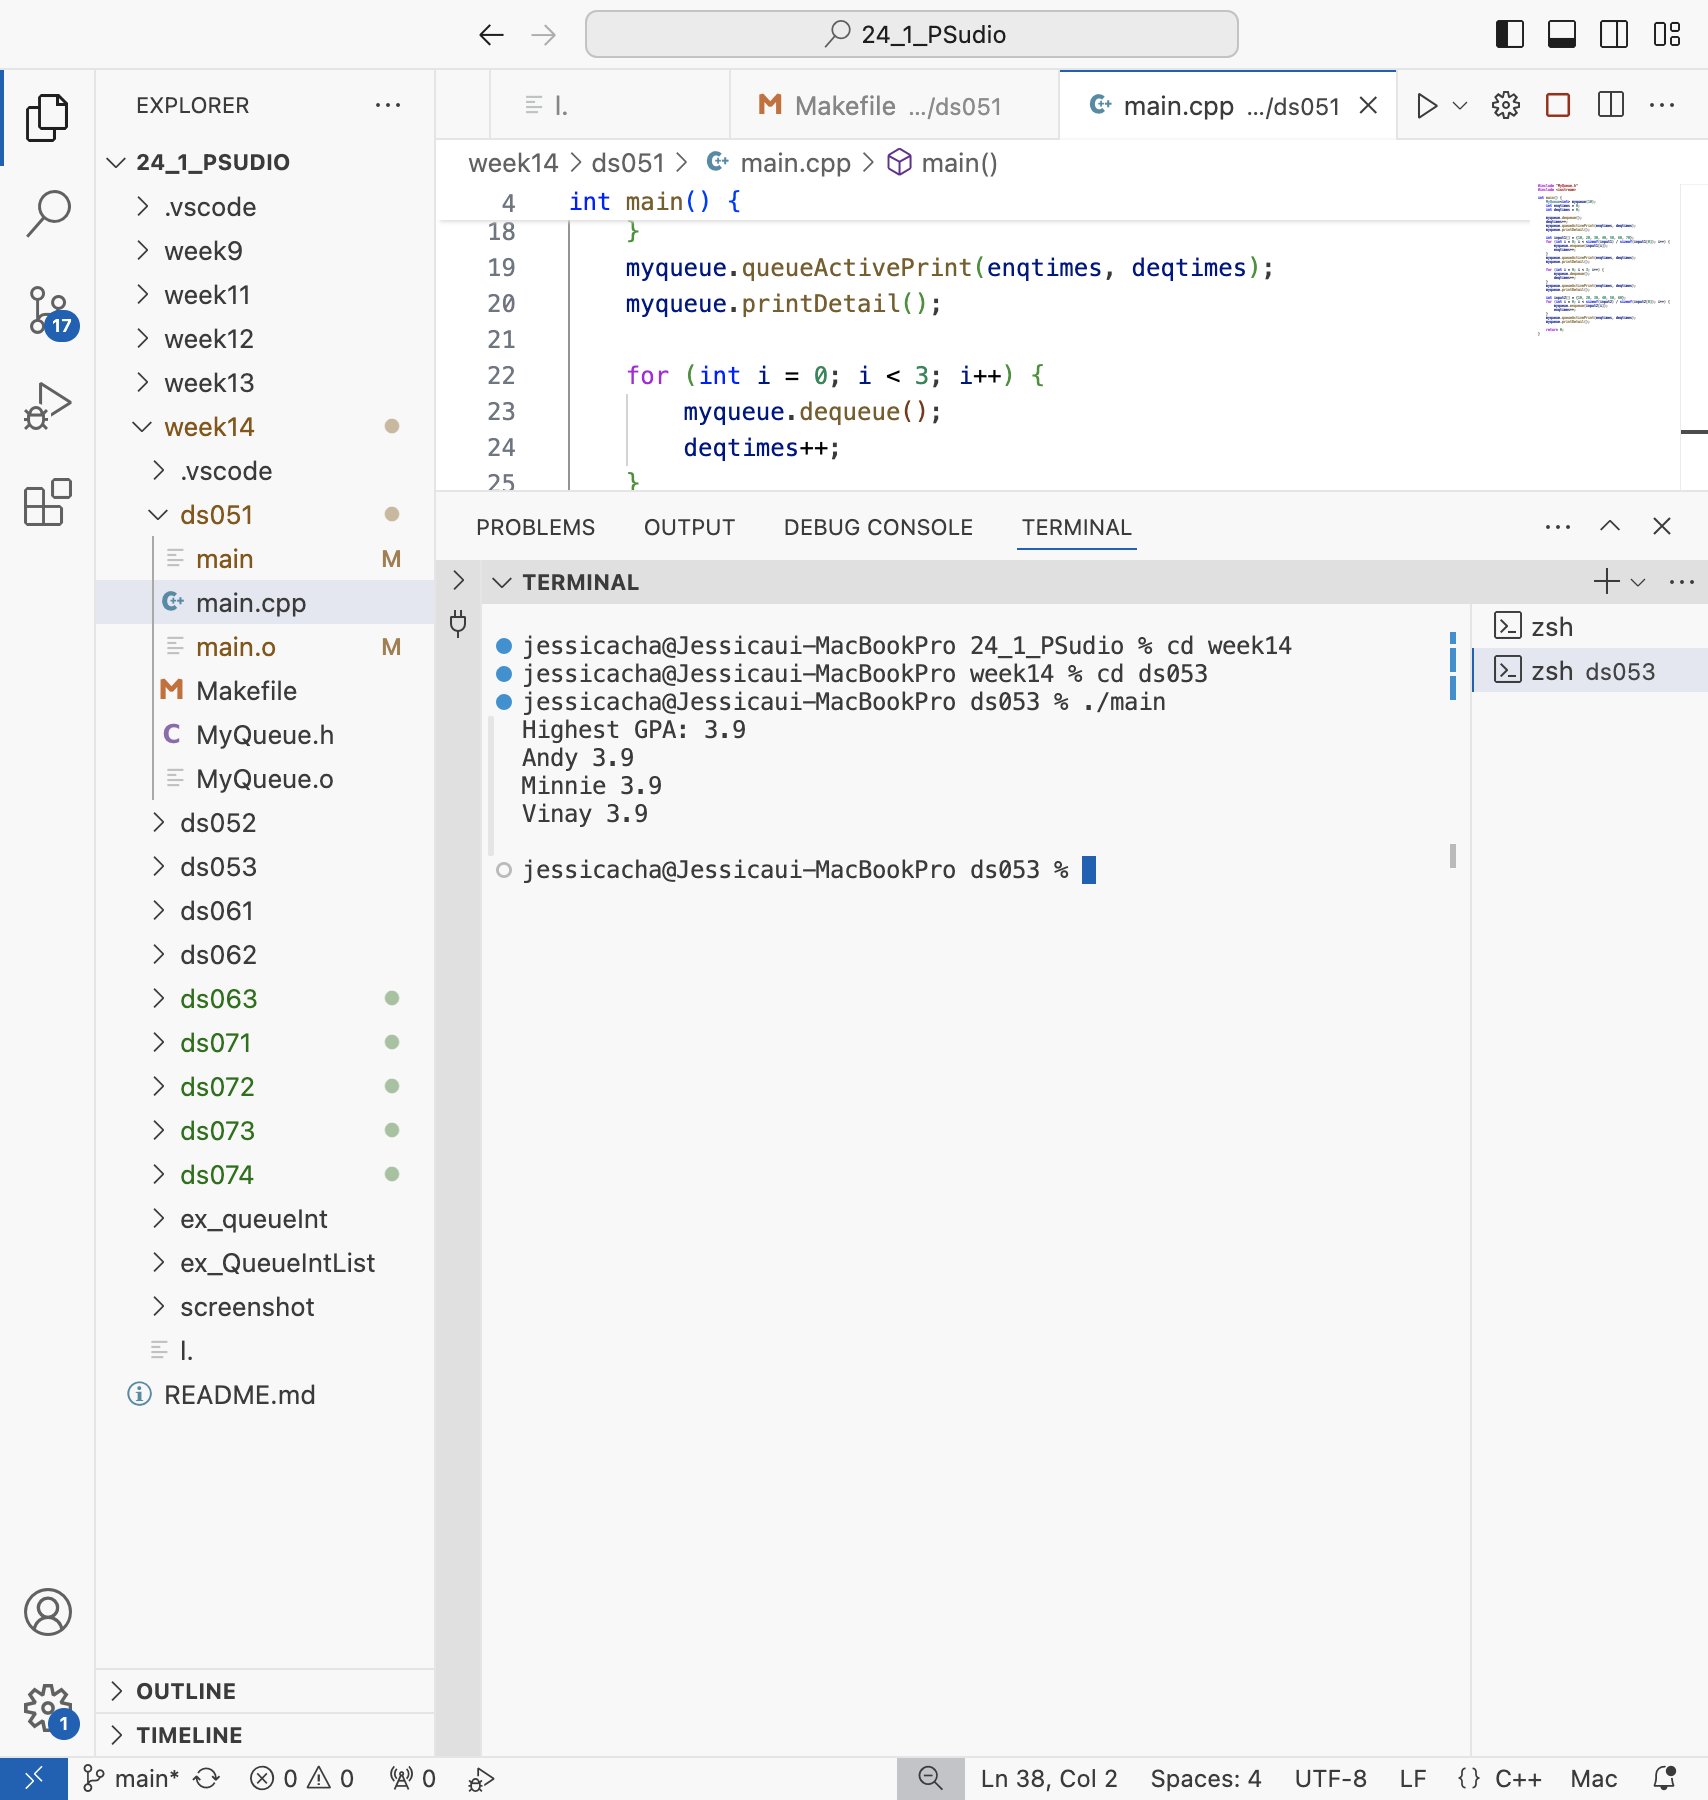 24_1_PSudio
EXPLORER
24_1_PSUDIO
.vscode
week9
week11
week12
week13
week14
.vscode
ds051
main M
main.cpp
main.o M
Makefile
MyQueue.h
MyQueue.o
ds052
ds053
ds061
ds062
ds063
ds071
ds072
ds073
ds074
ex_queueInt
ex_QueueIntList
screenshot
l.
README.md
OUTLINE
TIMELINE
17
1
l.
Makefile .../ds051
main.cpp .../ds051
week14 > ds051 > main.cpp > main()
4 int main() {
18 }
19 myqueue.queueActivePrint(enqtimes, deqtimes);
20 myqueue.printDetail();
21
22 for (int i = 0; i < 3; i++) {
23 myqueue.dequeue();
24 deqtimes++;
25 }
PROBLEMS OUTPUT DEBUG CONSOLE TERMINAL
TERMINAL
jessicacha@Jessicaui-MacBookPro 24_1_PSudio % cd week14
jessicacha@Jessicaui-MacBookPro week14 % cd ds053
jessicacha@Jessicaui-MacBookPro ds053 % ./main
Highest GPA: 3.9
Andy 3.9
Minnie 3.9
Vinay 3.9
jessicacha@Jessicaui-MacBookPro ds053 %
zsh
zsh ds053
main* 0 0 0 Ln 38, Col 2 Spaces: 4 UTF-8 LF {} C++ Mac